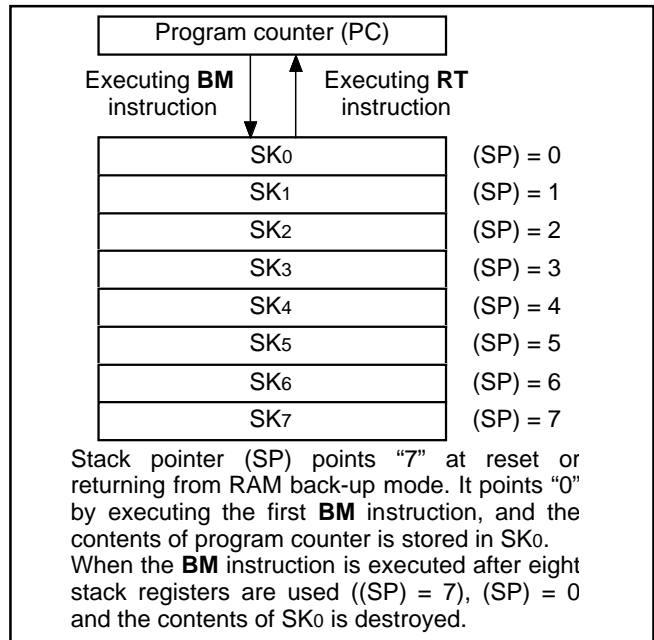 Program counter (PC)
Executing BM
instruction
Executing RT
instruction
SK0
(SP) = 0
SK1
(SP) = 1
SK2
(SP) = 2
SK3
(SP) = 3
SK4
(SP) = 4
SK5
(SP) = 5
SK6
(SP) = 6
SK7
(SP) = 7
Stack pointer (SP) points “7” at reset or
returning from RAM back-up mode. It points “0”
by executing the first BM instruction, and the
contents of program counter is stored in SK0.
When the BM instruction is executed after eight
stack registers are used ((SP) = 7), (SP) = 0
and the contents of SK0 is destroyed.